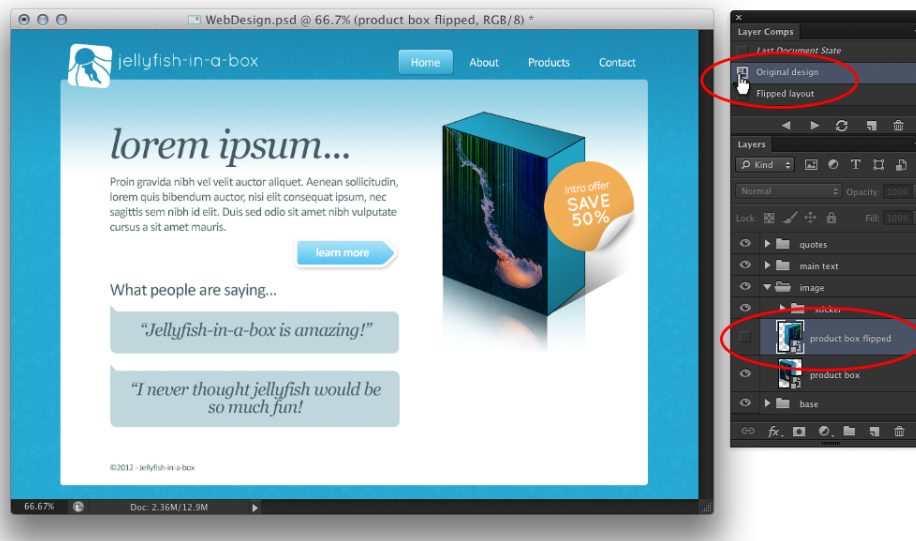 WebDesign.psd @ 66.7% (product box flipped, RGB/8) *
jellyfish-in-a-box
Home
About
Products
Contact
lorem ipsum...
Proin gravida nibh vel velit auctor aliquet. Aenean sollicitudin,
lorem quis bibendum auctor, nisi elit consequat ipsum, nec
sagittis sem nibh id elit. Duis sed odio sit amet nibh vulputate
cursus a sit amet mauris.
learn more
intro offer
SAVE
50%
What people are saying...
“Jellyfish-in-a-box is amazing!”
“I never thought jellyfish would be
so much fun!
©2012 - Jellyfish-in-a-box
66.67%
Doc: 2.36M/12.9M
Layer Comps
Last Document State
Original design
Flipped layout
Layers
Kind
Normal
Opacity: 100%
Lock:
Fill: 100%
quotes
main text
image
sticker
product box flipped
product box
base
fx